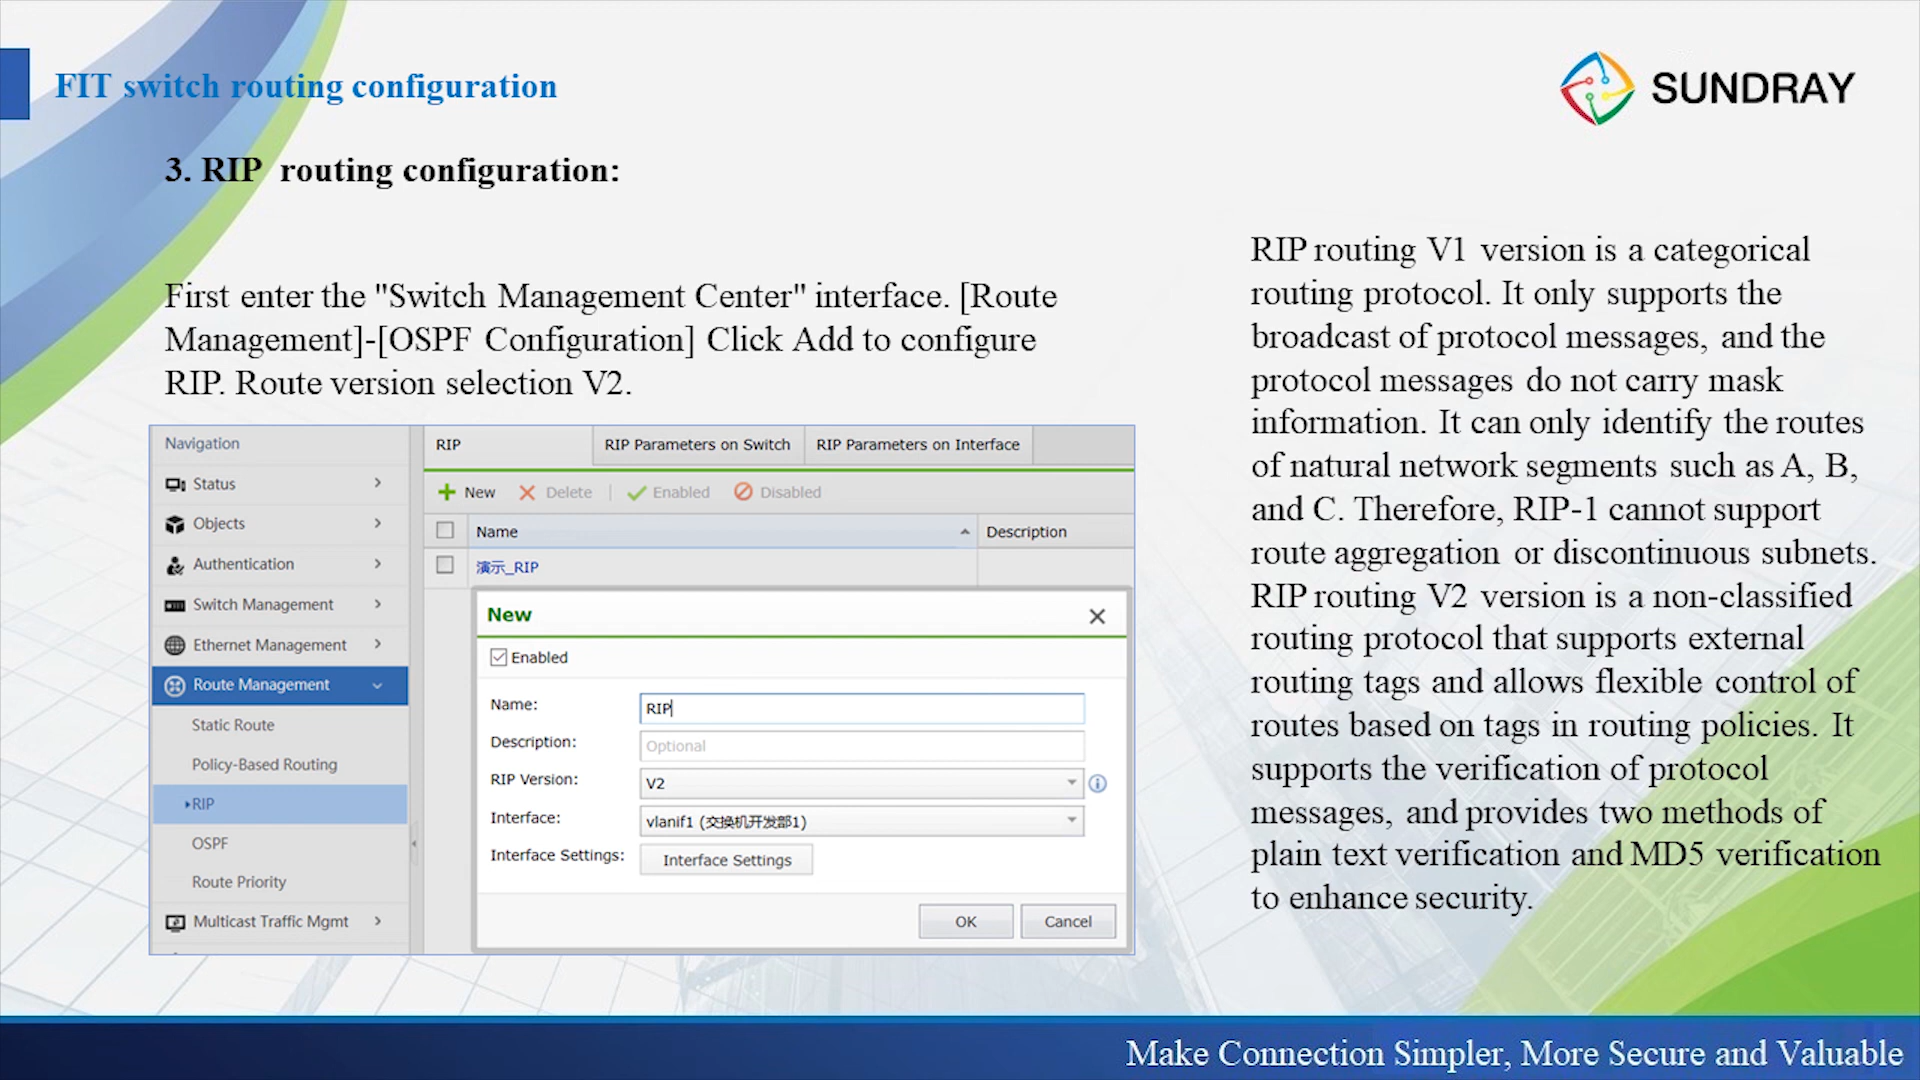 FIT switch routing configuration
SUNDRAY
3. RIP routing configuration:
First enter the "Switch Management Center" interface. [Route
Management]-[OSPF Configuration] Click Add to configure
RIP. Route version selection V2.
Navigation
Status
Objects
Authentication
Switch Management
Ethernet Management
Route Management
Static Route
Policy-Based Routing
RIP
OSPF
Route Priority
Multicast Traffic Mgmt
RIP
RIP Parameters on Switch
RIP Parameters on Interface
New
Delete
Enabled
Disabled
Name
Description
演示_RIP
New
Enabled
Name:
RIP
Description:
Optional
RIP Version:
V2
Interface:
vlanif1 (交换机开发部1)
Interface Settings:
Interface Settings
OK
Cancel
RIP routing V1 version is a categorical
routing protocol. It only supports the
broadcast of protocol messages, and the
protocol messages do not carry mask
information. It can only identify the routes
of natural network segments such as A, B,
and C. Therefore, RIP-1 cannot support
route aggregation or discontinuous subnets.
RIP routing V2 version is a non-classified
routing protocol that supports external
routing tags and allows flexible control of
routes based on tags in routing policies. It
supports the verification of protocol
messages, and provides two methods of
plain text verification and MD5 verification
to enhance security.
Make Connection Simpler, More Secure and Valuable